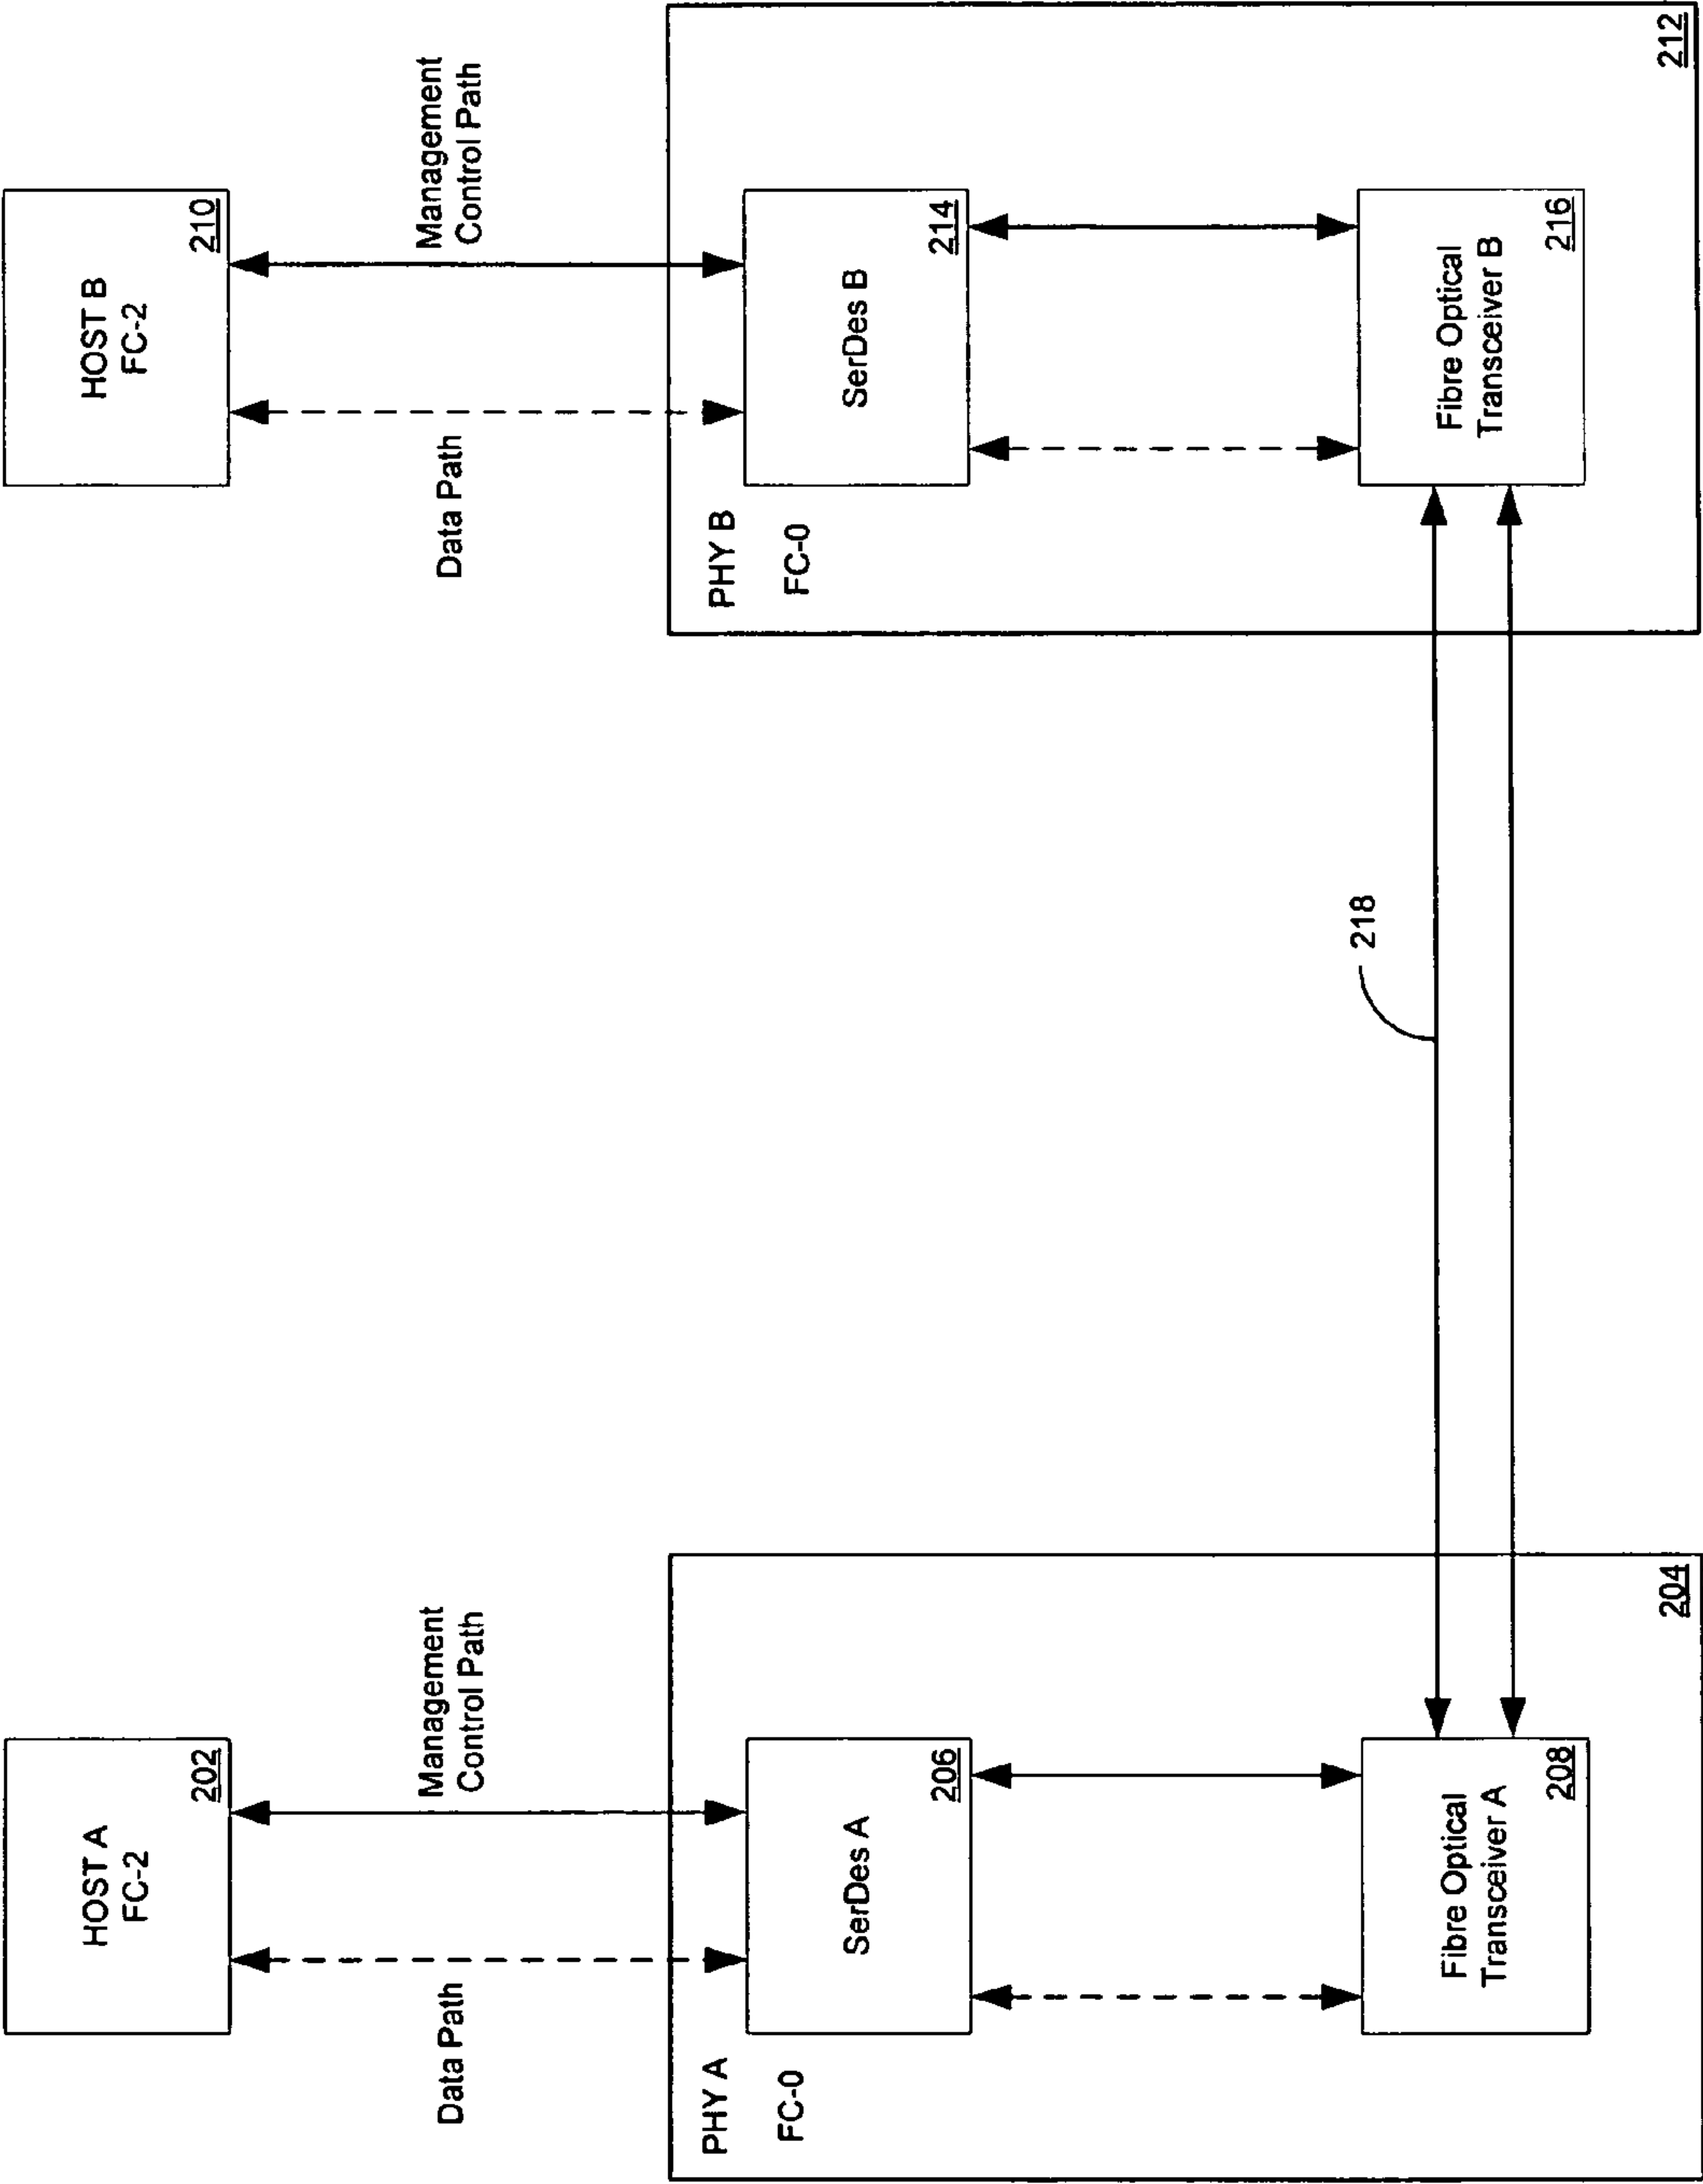 HOST A
FC-2
202
Data Path
Management
Control Path
PHY A
FC-0
SerDes A
206
Fibre Optical
Transceiver A
208
204
218
HOST B
FC-2
210
Data Path
Management
Control Path
PHY B
FC-0
SerDes B
214
Fibre Optical
Transceiver B
216
212